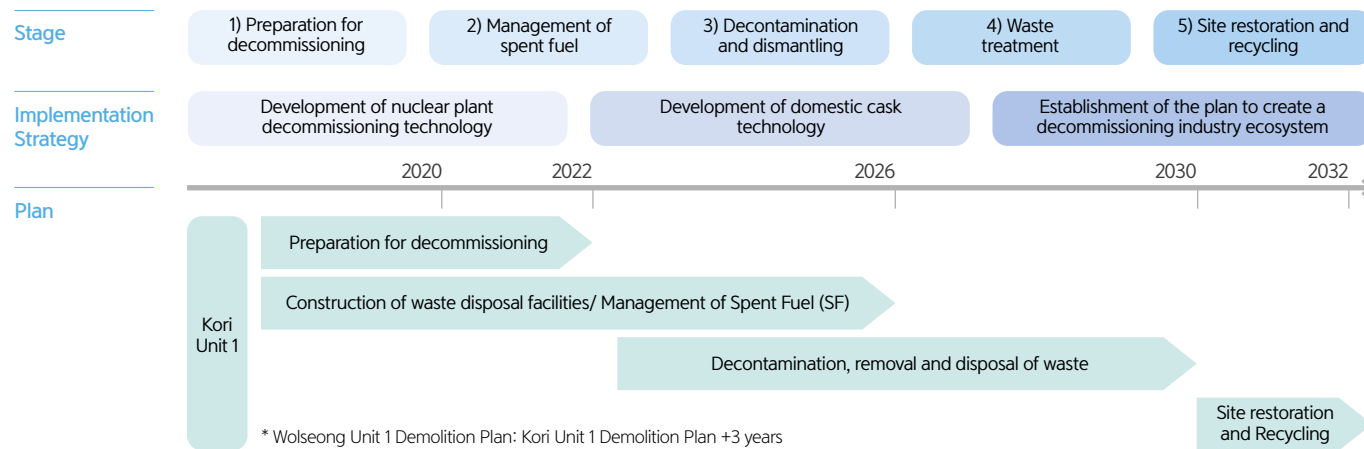 Stage
1) Preparation for
decommissioning
2) Management of
spent fuel
3) Decontamination
and dismantling
4) Waste
treatment
5) Site restoration and
recycling
Implementation
Strategy
Development of nuclear plant
decommissioning technology
Development of domestic cask
technology
Establishment of the plan to create a
decommissioning industry ecosystem
2020
2022
2026
2030
2032
Plan
Kori
Unit 1
Preparation for decommissioning
Construction of waste disposal facilities/ Management of Spent Fuel (SF)
Decontamination, removal and disposal of waste
Site restoration
and Recycling
* Wolseong Unit 1 Demolition Plan: Kori Unit 1 Demolition Plan +3 years